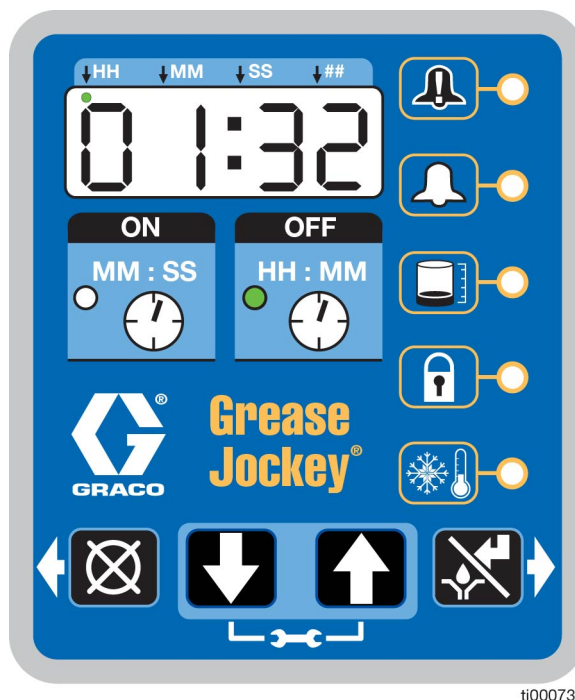 HH MM SS ##
01:32
ON OFF
MM : SS HH : MM
Grease
Jockey®
®
GRACO
ti00073